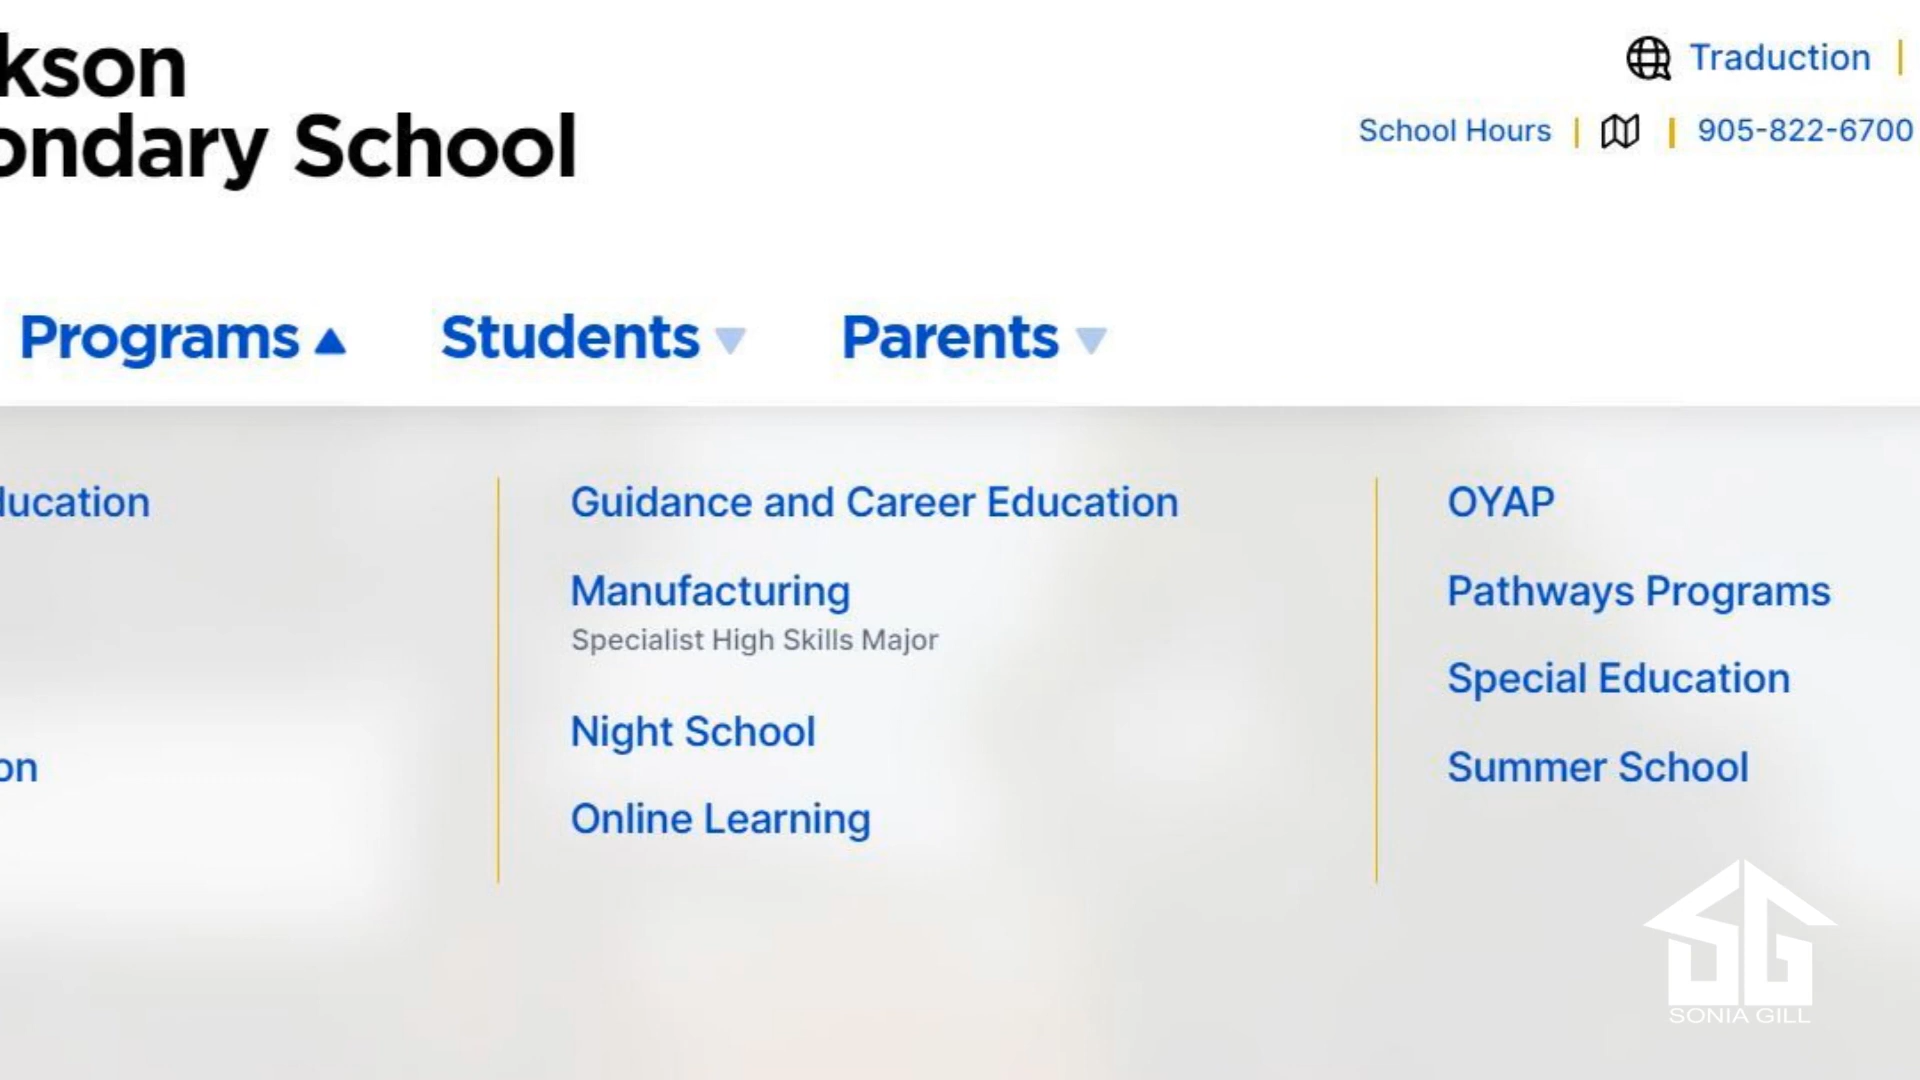 kson
ondary School
Traduction
School Hours
905-822-6700
Programs
Students
Parents
lucation
on
Guidance and Career Education
Manufacturing
Specialist High Skills Major
Night School
Online Learning
OYAP
Pathways Programs
Special Education
Summer School
SG
SONIA GILL